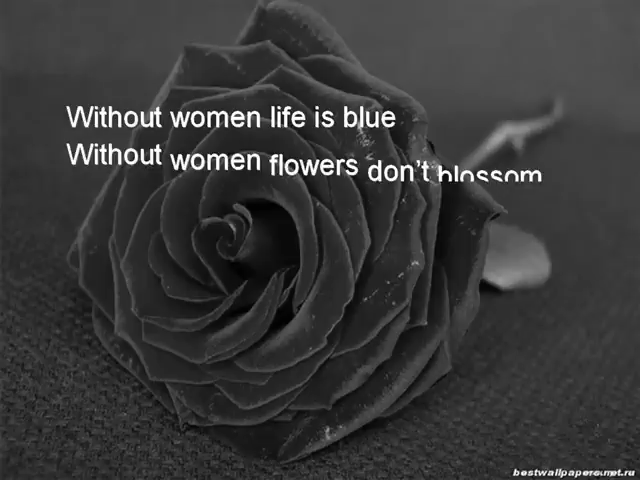 Without women life is blue
Without women flowers don't blossom
bestwallpapers.net.ru